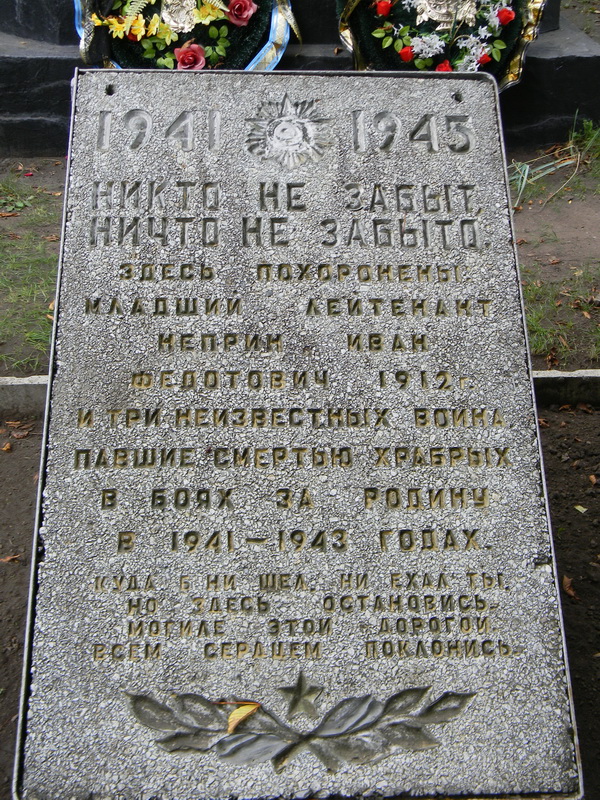 1941 1945
НИКТО НЕ ЗАБЫТ,
НИЧТО НЕ ЗАБЫТО.
ЗДЕСЬ ПОХОРОНЕНЫ:
МЛАДШИЙ ЛЕЙТЕНАНТ
НЕПРИН ИВАН
ФЕДОТОВИЧ 1912г.
И ТРИ НЕИЗВЕСТНЫХ ВОИНА,
ПАВШИЕ СМЕРТЬЮ ХРАБРЫХ
В БОЯХ ЗА РОДИНУ
В 1941-1943 ГОДАХ.
КУДА Б НИ ШЕЛ, НИ ЕХАЛ ТЫ,
НО ЗДЕСЬ ОСТАНОВИСЬ.
МОГИЛЕ ЭТОЙ ДОРОГОЙ
ВСЕМ СЕРДЦЕМ ПОКЛОНИСЬ.